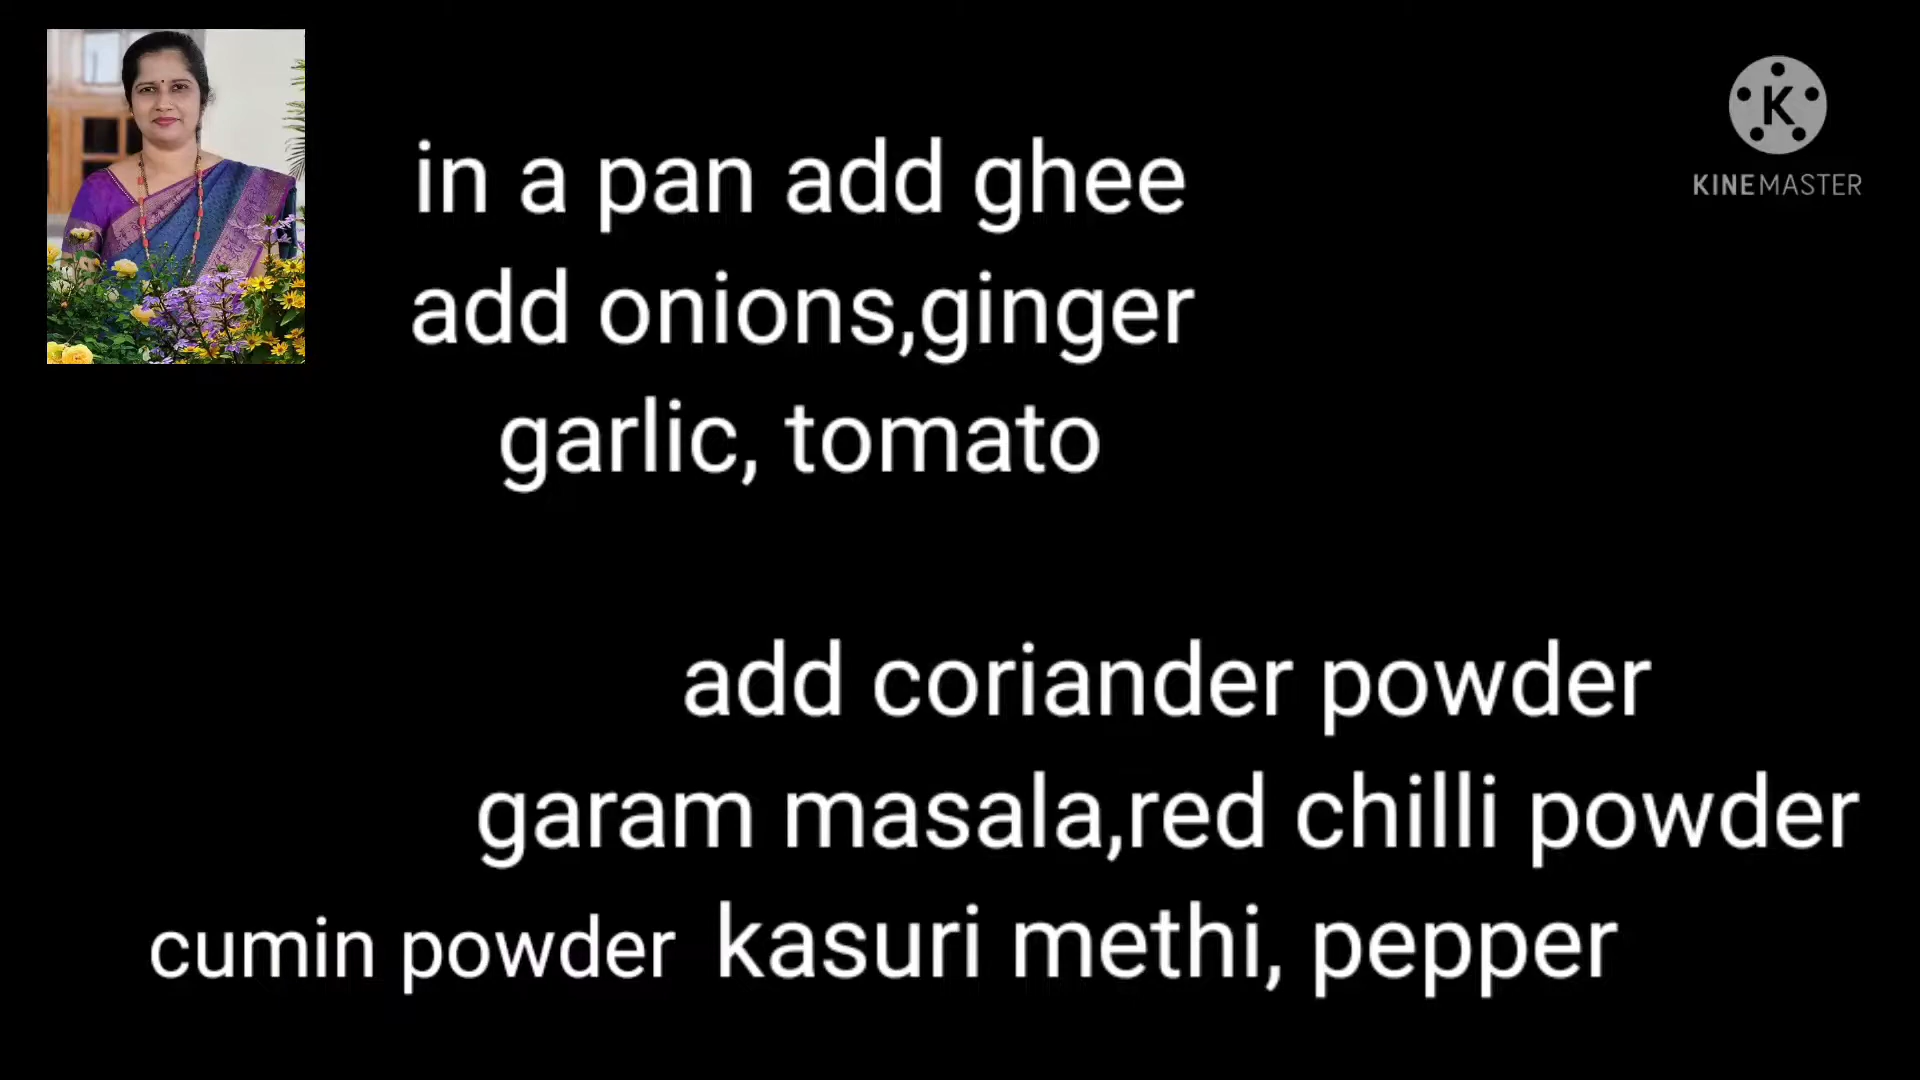 K
KINEMASTER
in a pan add ghee
add onions,ginger
garlic, tomato
add coriander powder
garam masala,red chilli powder
cumin powder kasuri methi, pepper